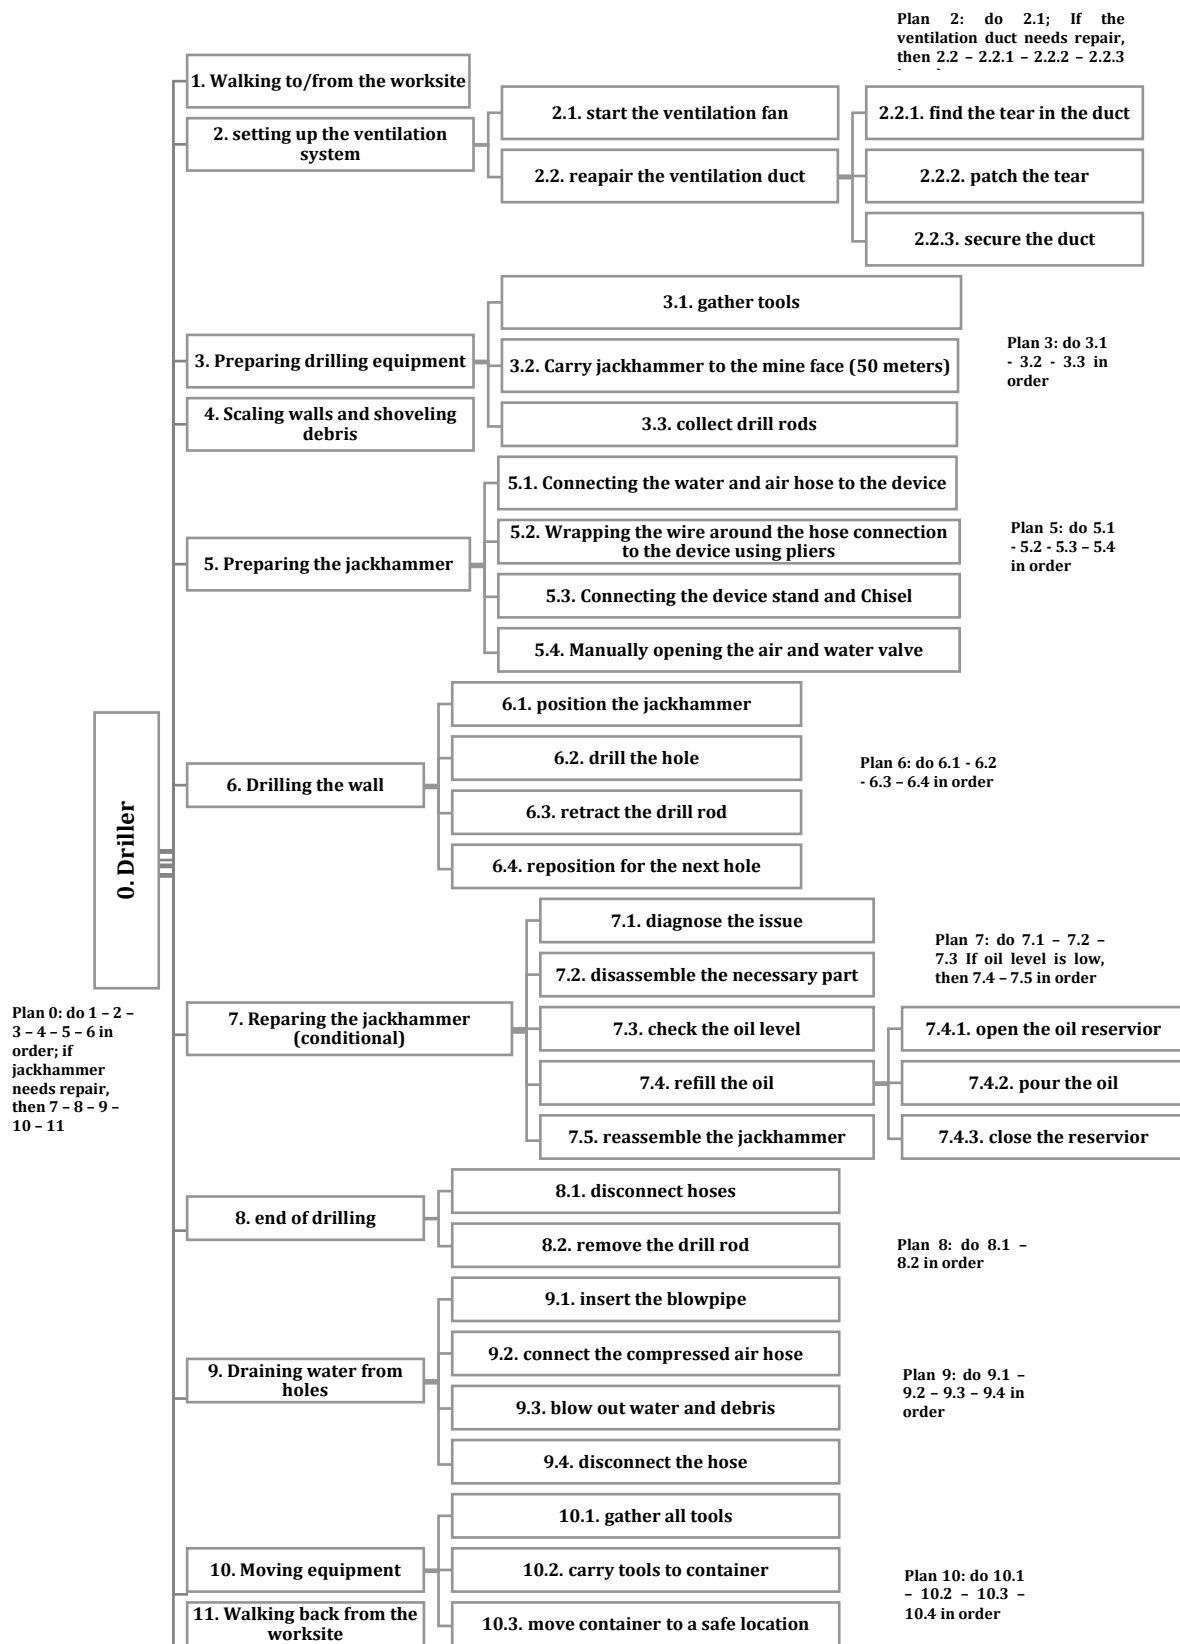 Plan 2: do 2.1; If the
ventilation duct needs repair,
then 2.2 – 2.2.1 – 2.2.2 – 2.2.3
1. Walking to/from the worksite
2. setting up the ventilation
system
2.1. start the ventilation fan
2.2. reapair the ventilation duct
2.2.1. find the tear in the duct
2.2.2. patch the tear
2.2.3. secure the duct
3. Preparing drilling equipment
3.1. gather tools
3.2. Carry jackhammer to the mine face (50 meters)
3.3. collect drill rods
Plan 3: do 3.1
- 3.2 - 3.3 in
order
4. Scaling walls and shoveling
debris
5. Preparing the jackhammer
5.1. Connecting the water and air hose to the device
5.2. Wrapping the wire around the hose connection
to the device using pliers
5.3. Connecting the device stand and Chisel
5.4. Manually opening the air and water valve
Plan 5: do 5.1
- 5.2 - 5.3 – 5.4
in order
0. Driller
6. Drilling the wall
6.1. position the jackhammer
6.2. drill the hole
6.3. retract the drill rod
6.4. reposition for the next hole
Plan 6: do 6.1 - 6.2
- 6.3 – 6.4 in order
Plan 0: do 1 – 2 –
3 – 4 – 5 – 6 in
order; if
jackhammer
needs repair,
then 7 – 8 – 9 –
10 – 11
7. Reparing the jackhammer
(conditional)
7.1. diagnose the issue
7.2. disassemble the necessary part
7.3. check the oil level
7.4. refill the oil
7.5. reassemble the jackhammer
Plan 7: do 7.1 – 7.2 –
7.3 If oil level is low,
then 7.4 – 7.5 in order
7.4.1. open the oil reservior
7.4.2. pour the oil
7.4.3. close the reservior
8. end of drilling
8.1. disconnect hoses
8.2. remove the drill rod
Plan 8: do 8.1 –
8.2 in order
9. Draining water from
holes
9.1. insert the blowpipe
9.2. connect the compressed air hose
9.3. blow out water and debris
9.4. disconnect the hose
Plan 9: do 9.1 –
9.2 – 9.3 – 9.4 in
order
10. Moving equipment
10.1. gather all tools
10.2. carry tools to container
10.3. move container to a safe location
Plan 10: do 10.1
– 10.2 – 10.3 –
10.4 in order
11. Walking back from the
worksite